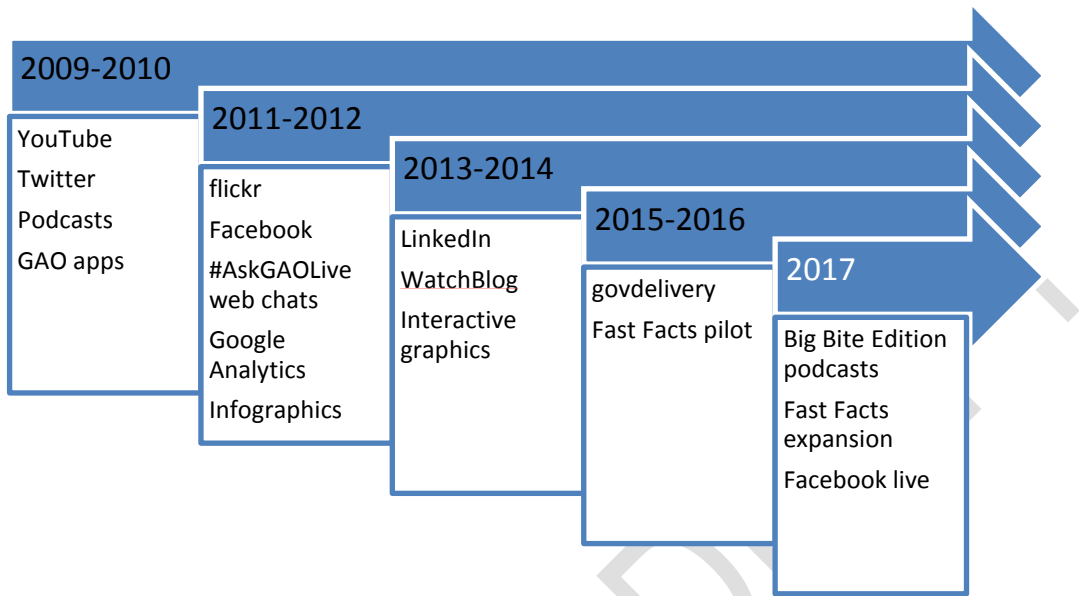 2009-2010
YouTube
Twitter
Podcasts
GAO apps
2011-2012
flickr
Facebook
#AskGAOLive
web chats
Google
Analytics
Infographics
2013-2014
LinkedIn
WatchBlog
Interactive
graphics
2015-2016
govdelivery
Fast Facts pilot
2017
Big Bite Edition
podcasts
Fast Facts
expansion
Facebook live